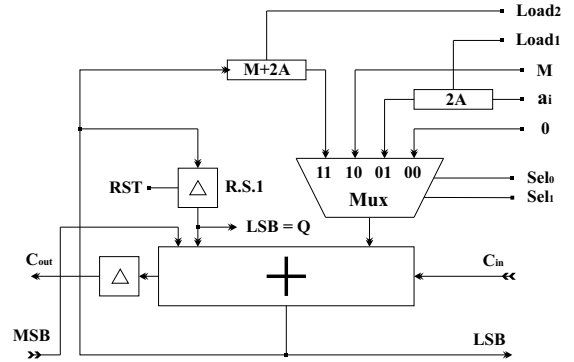 Load2
Load1
M+2A
M
2A
ai
0
11 10 01 00
RST
△
R.S.1
Mux
Sel0
Sel1
LSB = Q
Cout
△
+
Cin
MSB
LSB